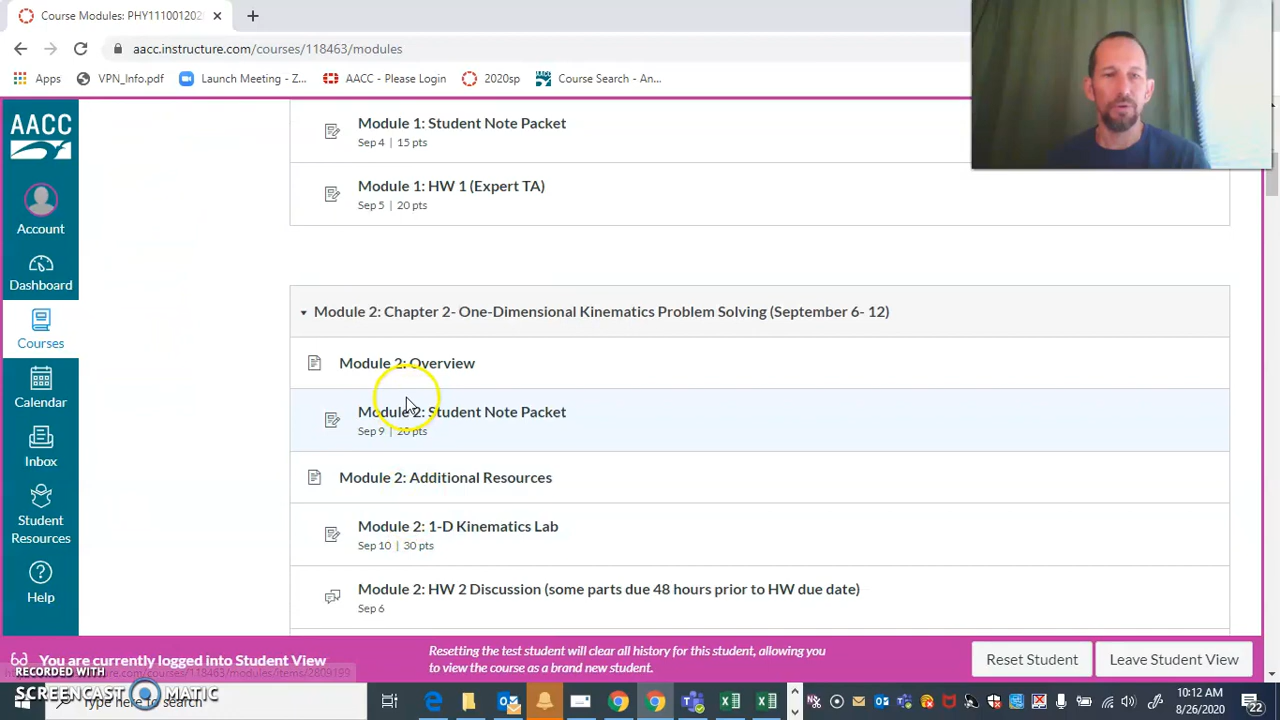 Course Modules: PHY11100120
aacc.instructure.com/courses/118463/modules
Apps
VPN_Info.pdf
Launch Meeting - Z...
AACC - Please Login
2020sp
Course Search - An...
AACC
Account
Dashboard
Courses
Calendar
Inbox
Student
Resources
Help
Module 1: Student Note Packet
Sep 4 | 15 pts
Module 1: HW 1 (Expert TA)
Sep 5 | 20 pts
Module 2: Chapter 2- One-Dimensional Kinematics Problem Solving (September 6- 12)
Module 2: Overview
Module 2: Student Note Packet
Sep 9 | 20 pts
Module 2: Additional Resources
Module 2: 1-D Kinematics Lab
Sep 10 | 30 pts
Module 2: HW 2 Discussion (some parts due 48 hours prior to HW due date)
Sep 6
You are currently logged into Student View
Resetting the test student will clear all history for this student, allowing you
to view the course as a brand new student.
Reset Student
Leave Student View
RECORDED WITH
SCREENCAST MATIC
Type here to search
10:12 AM
8/26/2020
22